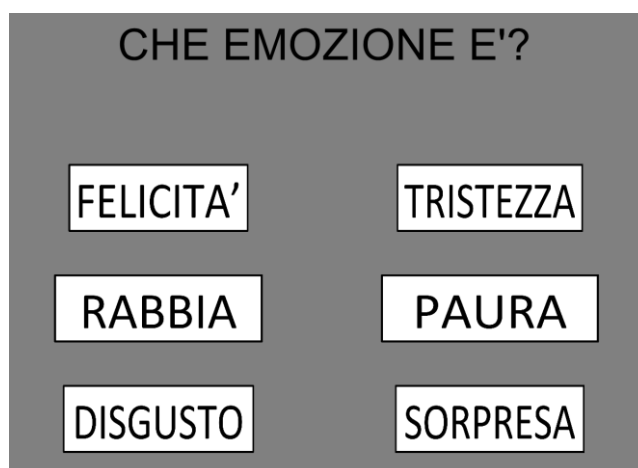 CHE EMOZIONE E'?
FELICITA’ TRISTEZZA
RABBIA PAURA
DISGUSTO SORPRESA